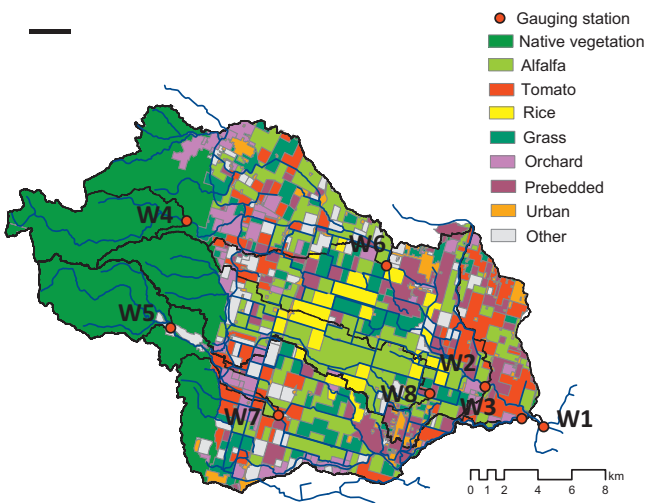 Gauging station
Native vegetation
Alfalfa
Tomato
Rice
Grass
Orchard
Prebedded
Urban
Other
W4
W6
W5
W2
W8
W3
W7
W1
km
0 1 2 4 6 8